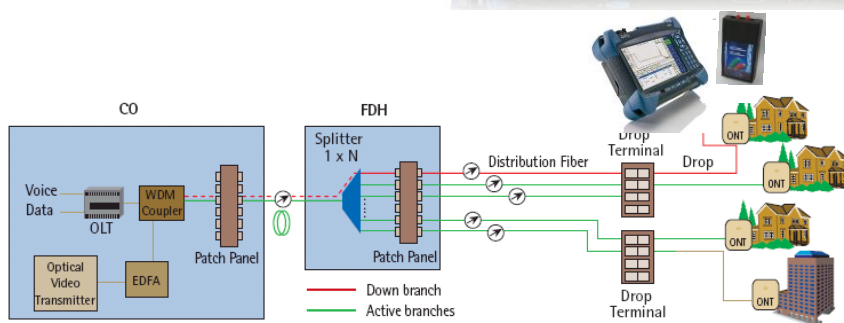 CO
FDH
Splitter
1 x N
Voice
Data
OLT
WDM
Coupler
Patch Panel
Optical
Video
Transmitter
EDFA
Patch Panel
Distribution Fiber
Drop
Terminal
Drop
Drop
Terminal
ONT
ONT
ONT
ONT
Down branch
Active branches